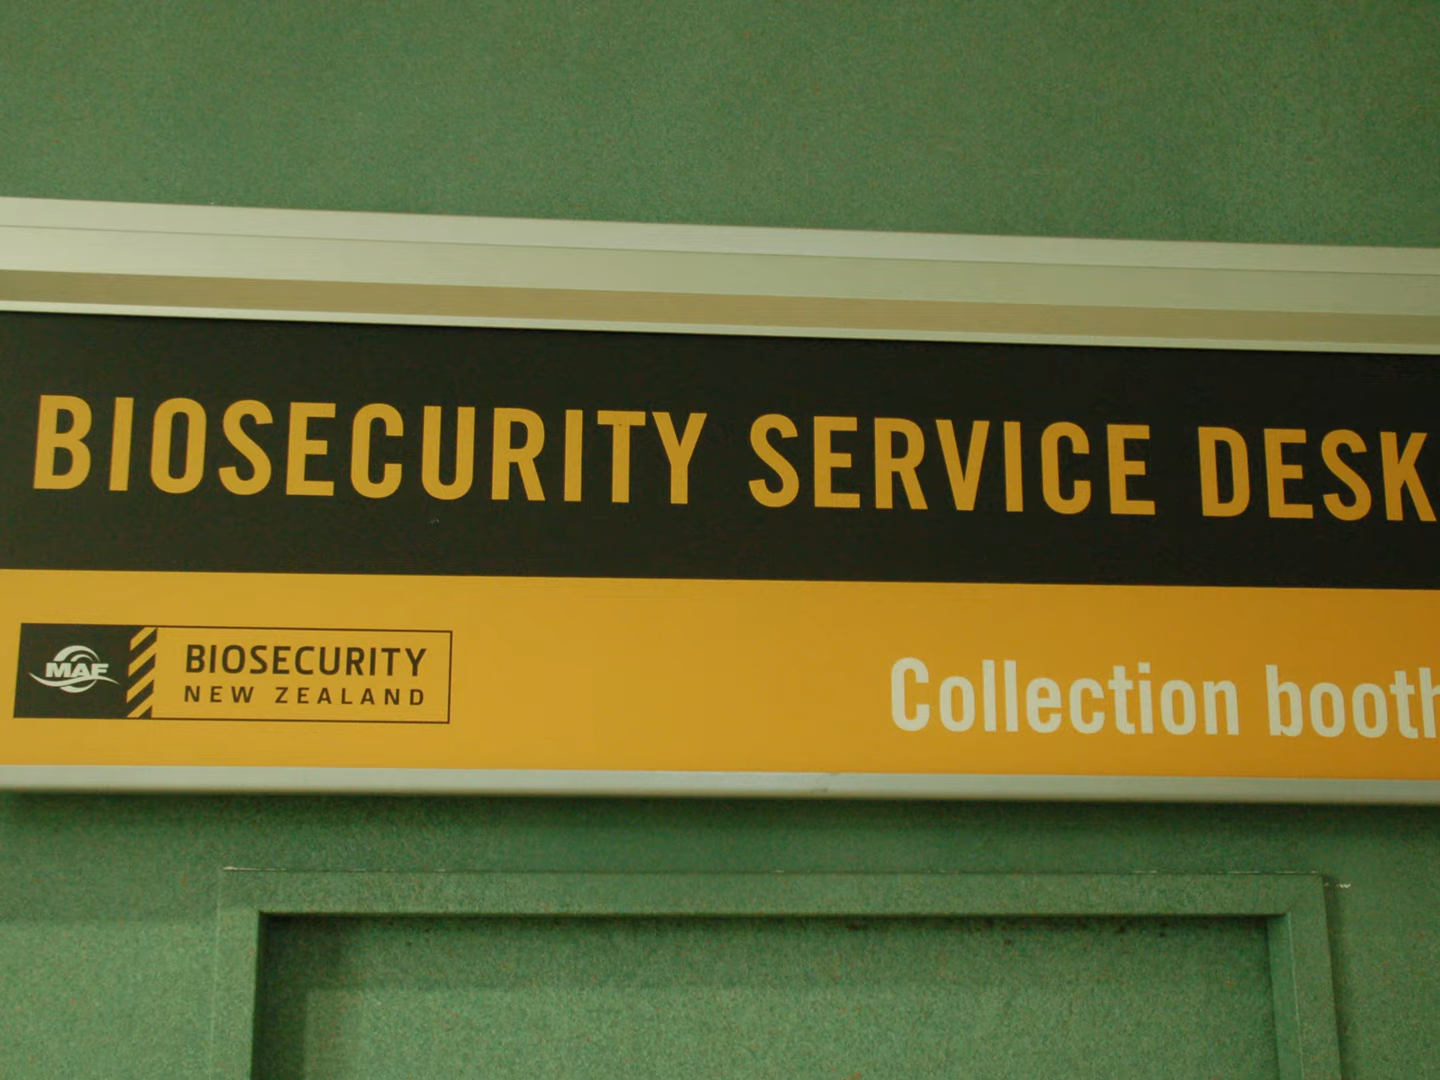 BIOSECURITY SERVICE DESK
MAF
BIOSECURITY
NEW ZEALAND
Collection booth